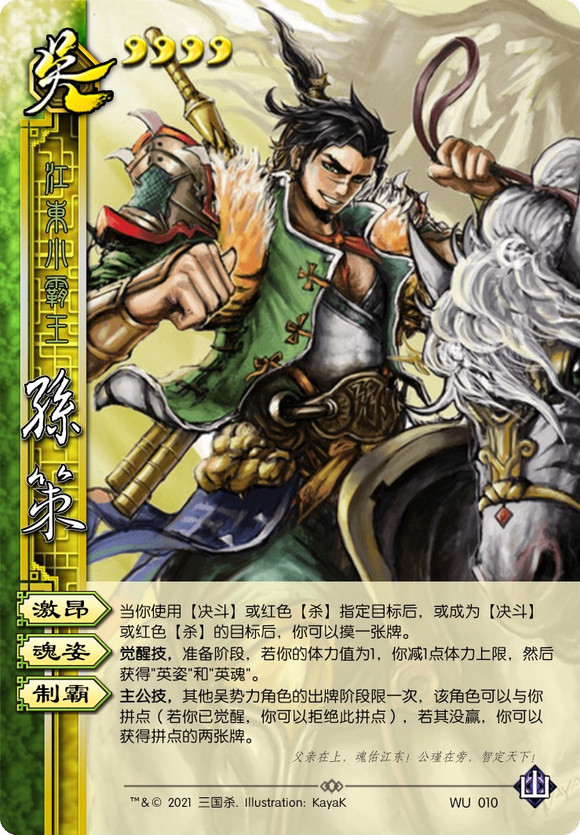 吴
江東小霸王
孫策
激昂
当你使用【决斗】或红色【杀】指定目标后，或成为【决斗】
或红色【杀】的目标后，你可以摸一张牌。
魂姿
觉醒技，准备阶段，若你的体力值为1，你减1点体力上限，然后
获得“英姿”和“英魂”。
制霸
主公技，其他吴势力角色的出牌阶段限一次，该角色可以与你
拼点（若你已觉醒，你可以拒绝此拼点），若其没赢，你可以
获得拼点的两张牌。
父亲在上，魂佑江东！公瑾在旁，智定天下！
™&© 2021 三国杀. Illustration: KayaK
WU 010